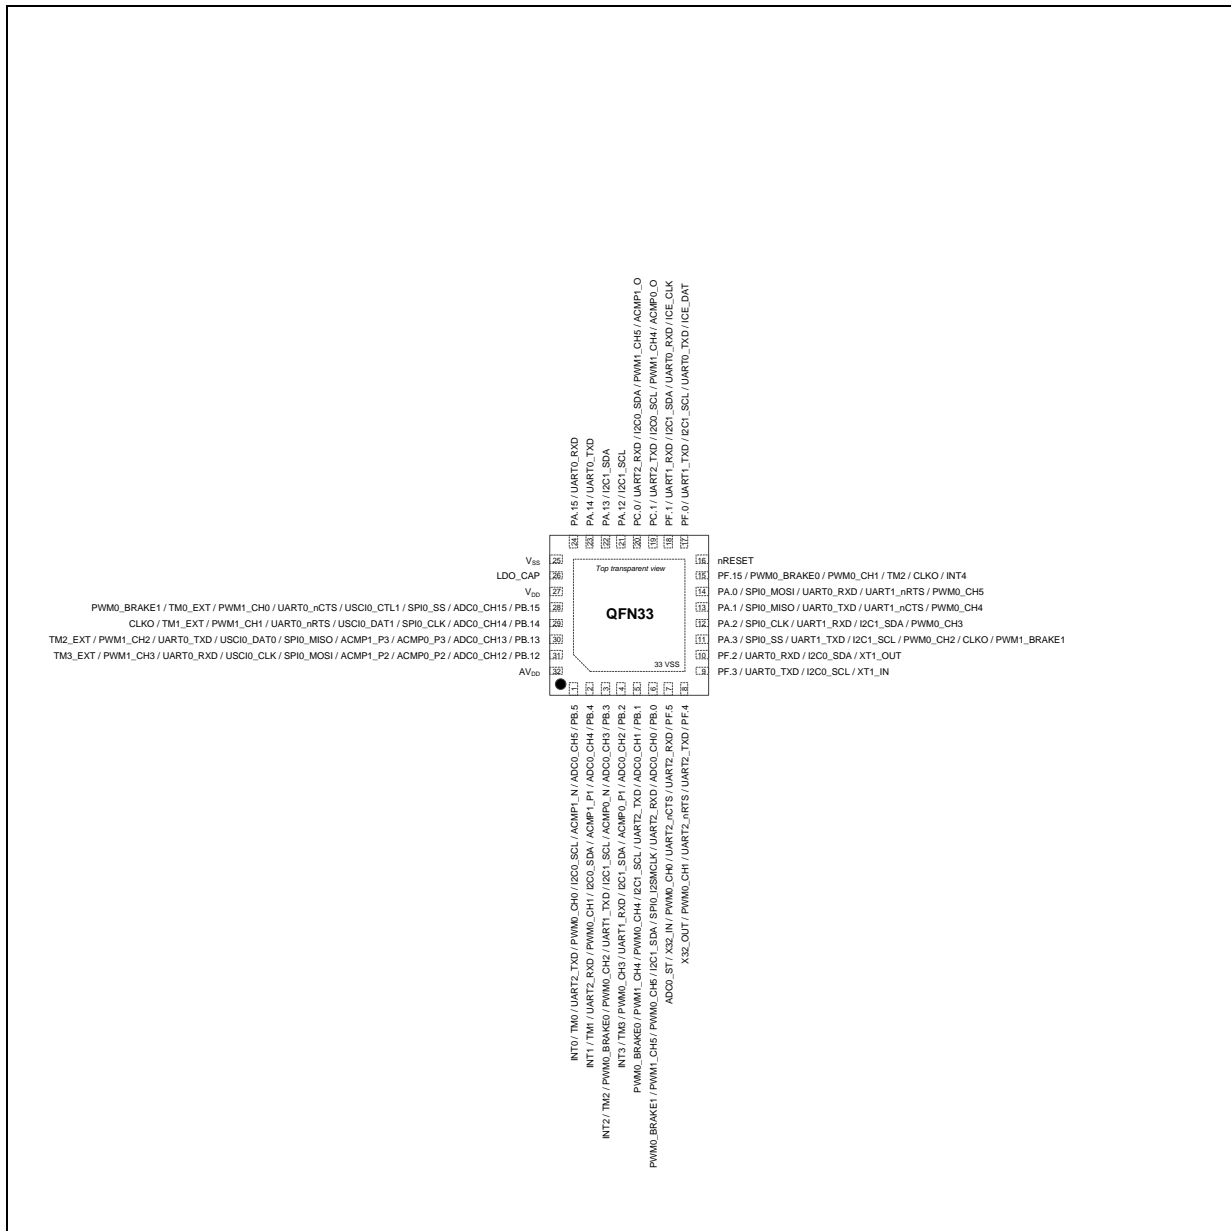 PA.15 / UART0_RXD
PA.14 / UART0_TXD
PA.13 / I2C1_SDA
PA.12 / I2C1_SCL
PC.0 / UART2_RXD / I2C0_SDA / PWM1_CH5 / ACMP1_O
PC.1 / UART2_TXD / I2C0_SCL / PWM1_CH4 / ACMP0_O
PF.1 / UART1_RXD / I2C1_SDA / UART0_RXD / ICE_CLK
PF.0 / UART1_TXD / I2C1_SCL / UART0_TXD / ICE_DAT
24
23
22
21
20
19
18
17
VSS
25
LDO_CAP
26
VDD
27
PWM0_BRAKE1 / TM0_EXT / PWM1_CH0 / UART0_nCTS / USCI0_CTL1 / SPI0_SS / ADC0_CH15 / PB.15
28
CLKO / TM1_EXT / PWM1_CH1 / UART0_nRTS / USCI0_DAT1 / SPI0_CLK / ADC0_CH14 / PB.14
29
TM2_EXT / PWM1_CH2 / UART0_TXD / USCI0_DAT0 / SPI0_MISO / ACMP1_P3 / ACMP0_P3 / ADC0_CH13 / PB.13
30
TM3_EXT / PWM1_CH3 / UART0_RXD / USCI0_CLK / SPI0_MOSI / ACMP1_P2 / ACMP0_P2 / ADC0_CH12 / PB.12
31
AVDD
32
Top transparent view
QFN33
33 VSS
16
nRESET
15
PF.15 / PWM0_BRAKE0 / PWM0_CH1 / TM2 / CLKO / INT4
14
PA.0 / SPI0_MOSI / UART0_RXD / UART1_nRTS / PWM0_CH5
13
PA.1 / SPI0_MISO / UART0_TXD / UART1_nCTS / PWM0_CH4
12
PA.2 / SPI0_CLK / UART1_RXD / I2C1_SDA / PWM0_CH3
11
PA.3 / SPI0_SS / UART1_TXD / I2C1_SCL / PWM0_CH2 / CLKO / PWM1_BRAKE1
10
PF.2 / UART0_RXD / I2C0_SDA / XT1_OUT
9
PF.3 / UART0_TXD / I2C0_SCL / XT1_IN
1
2
3
4
5
6
7
8
INT0 / TM0 / UART2_TXD / PWM0_CH0 / I2C0_SCL / ACMP1_N / ADC0_CH5 / PB.5
INT1 / TM1 / UART2_RXD / PWM0_CH1 / I2C0_SDA / ACMP1_P1 / ADC0_CH4 / PB.4
INT2 / TM2 / PWM0_BRAKE0 / PWM0_CH2 / UART1_TXD / I2C1_SCL / ACMP0_N / ADC0_CH3 / PB.3
INT3 / TM3 / PWM0_CH3 / UART1_RXD / I2C1_SDA / ACMP0_P1 / ADC0_CH2 / PB.2
PWM0_BRAKE0 / PWM1_CH4 / PWM0_CH4 / I2C1_SCL / UART2_TXD / ADC0_CH1 / PB.1
PWM0_BRAKE1 / PWM1_CH5 / PWM0_CH5 / I2C1_SDA / SPI0_I2SMCLK / UART2_RXD / ADC0_CH0 / PB.0
ADC0_ST / X32_IN / PWM0_CH0 / UART2_nCTS / UART2_RXD / PF.5
X32_OUT / PWM0_CH1 / UART2_nRTS / UART2_TXD / PF.4